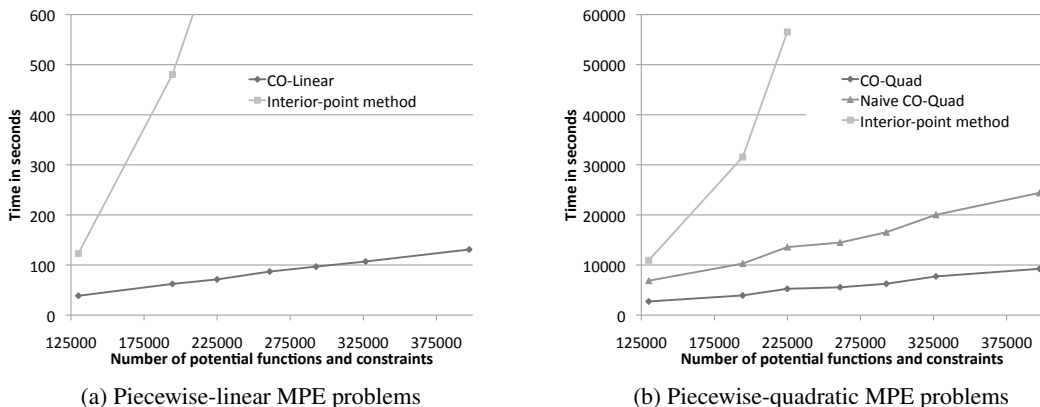 600
500
400
300
200
100
0
Time in seconds
CO-Linear
Interior-point method
125000 175000 225000 275000 325000 375000
Number of potential functions and constraints
(a) Piecewise-linear MPE problems
60000
50000
40000
30000
20000
10000
0
Time in seconds
CO-Quad
Naive CO-Quad
Interior-point method
125000 175000 225000 275000 325000 375000
Number of potential functions and constraints
(b) Piecewise-quadratic MPE problems